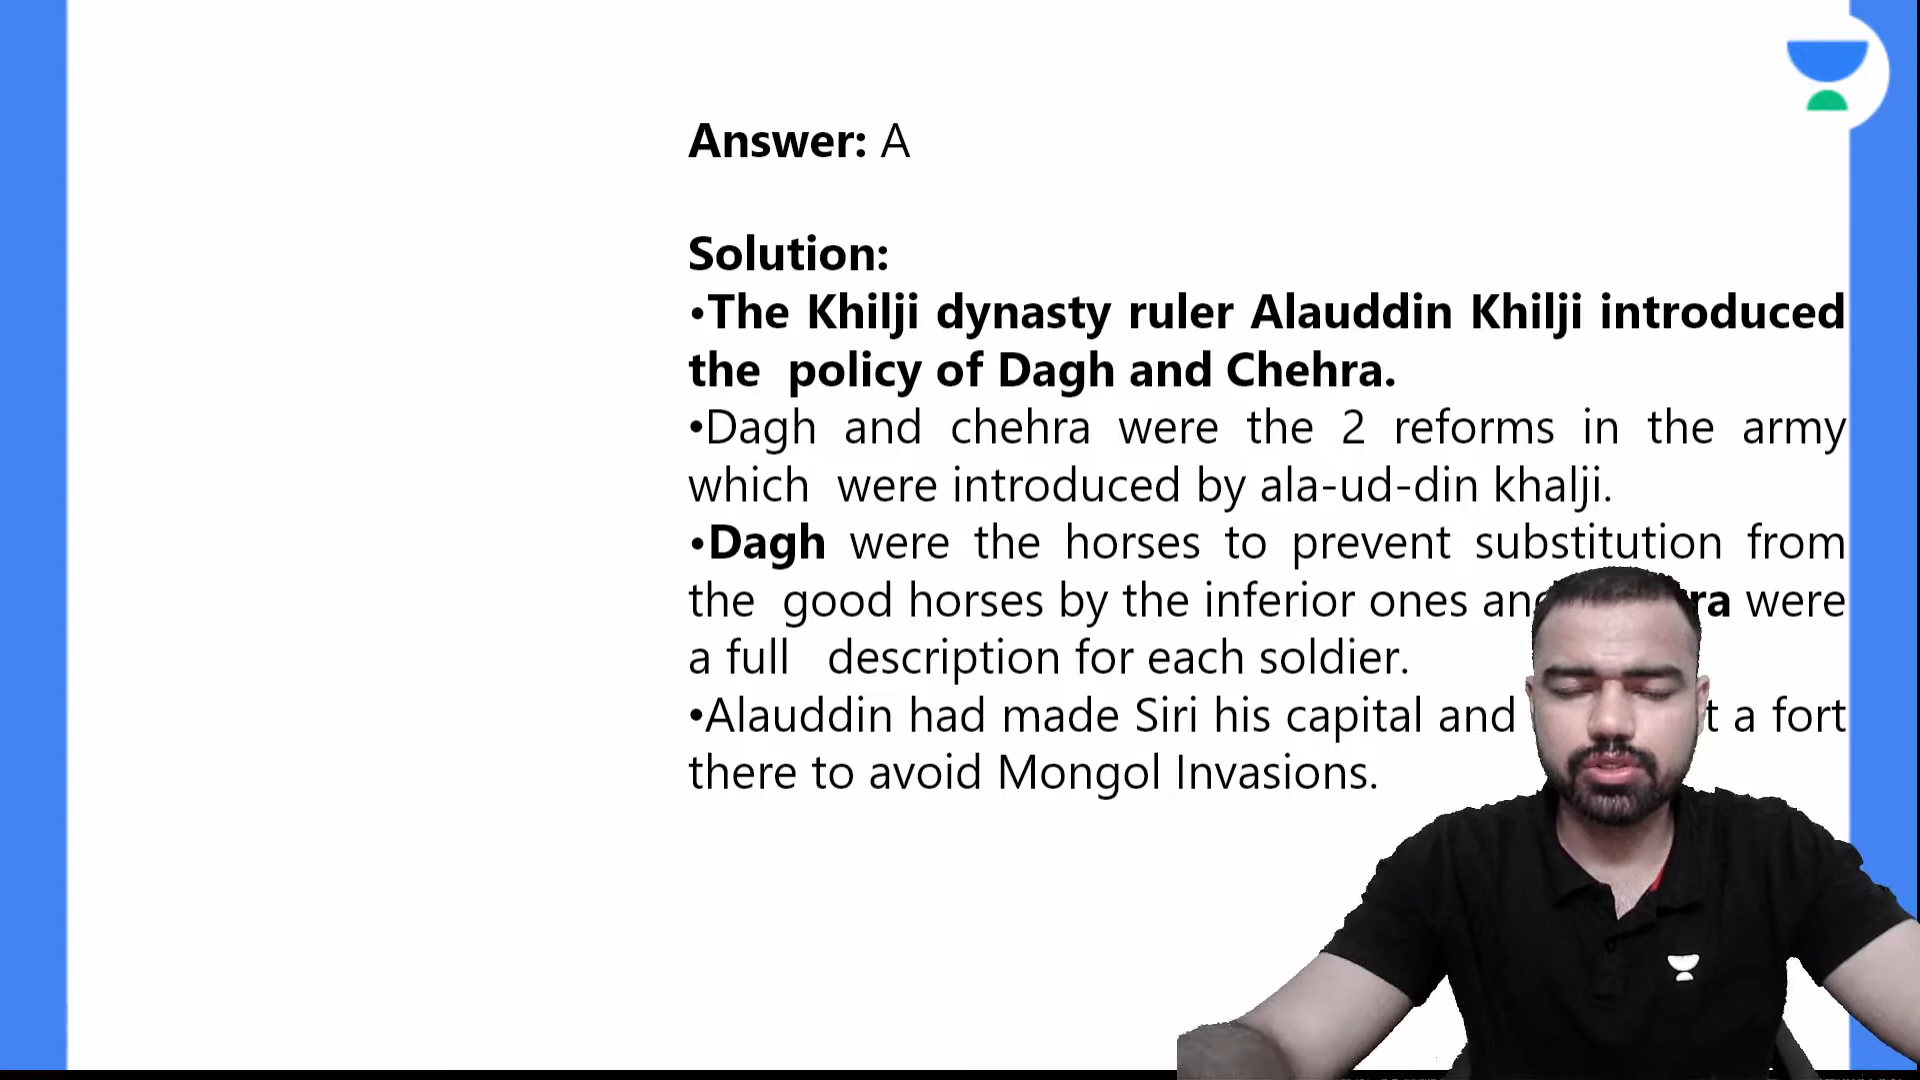 Answer: A
Solution:
•The Khilji dynasty ruler Alauddin Khilji introduced
the policy of Dagh and Chehra.
•Dagh and chehra were the 2 reforms in the army
which were introduced by ala-ud-din khalji.
•Dagh were the horses to prevent substitution from
the good horses by the inferior ones were
a full description for each soldier.
•Alauddin had made Siri his capital and a fort
there to avoid Mongol Invasions.